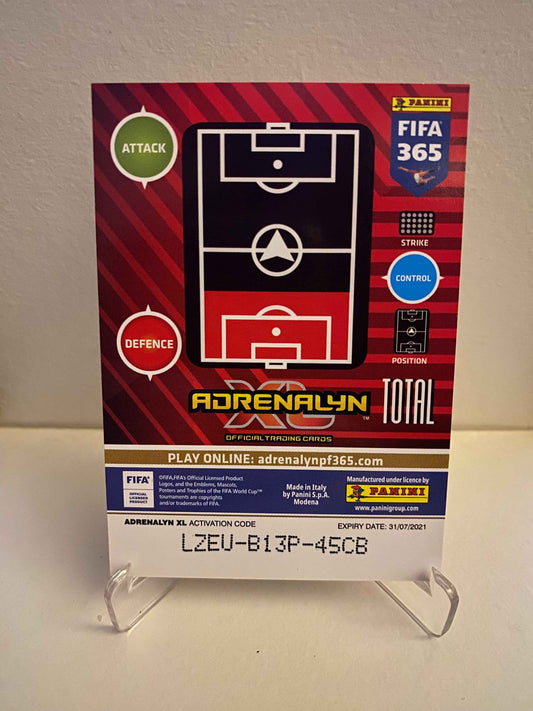 PANINI
FIFA
365
ATTACK
STRIKE
CONTROL
DEFENCE
POSITION
ADRENALYN
XL
TOTAL
™
OFFICIAL TRADING CARDS
PLAY ONLINE: adrenalynpf365.com
FIFA®
OFFICIAL
LICENSED
PRODUCT
©FIFA, FIFA's Official Licensed Product
Logos, and the Emblems, Mascots,
Posters and Trophies of the FIFA World Cup™
tournaments are copyrights
and/or trademarks of FIFA.
Made in Italy
by Panini S.p.A.
Modena
Manufactured under licence by
PANINI
www.paninigroup.com
ADRENALYN XL ACTIVATION CODE
EXPIRY DATE: 31/07/2021
LZEU-B13P-45CB